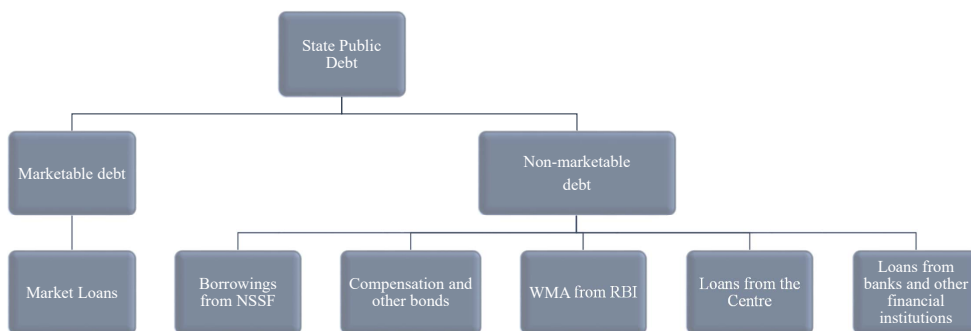 State Public
Debt
Marketable debt
Non-marketable
debt
Market Loans
Borrowings
from NSSF
Compensation and
other bonds
WMA from RBI
Loans from the
Centre
Loans from
banks and other
financial
institutions